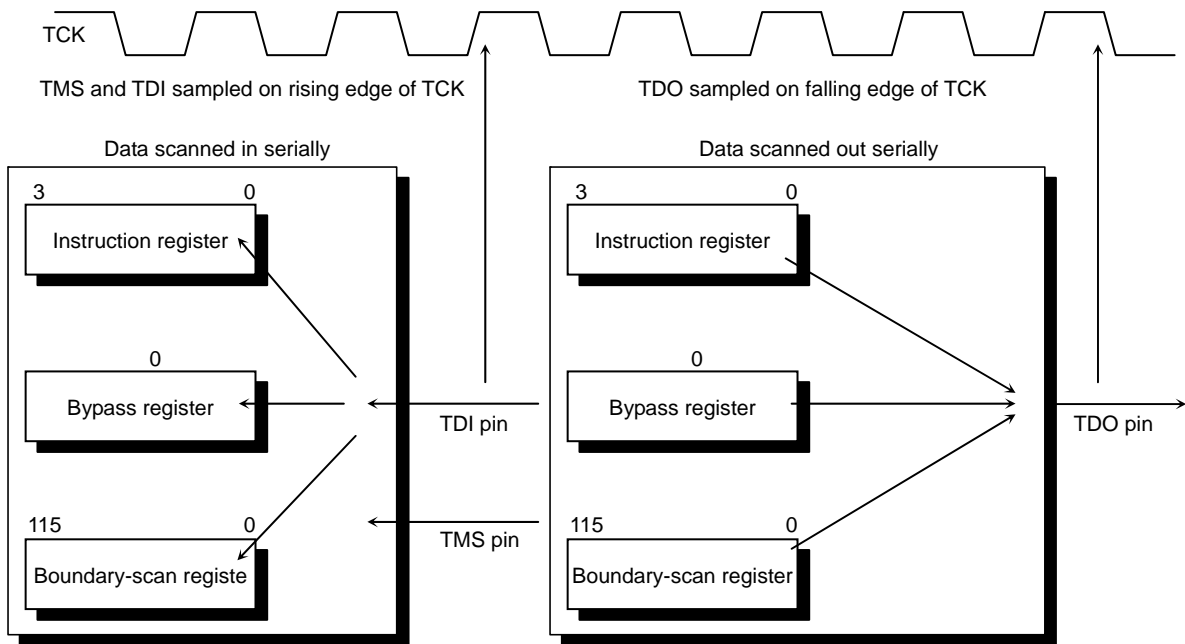 TCK
TMS and TDI sampled on rising edge of TCK
TDO sampled on falling edge of TCK
Data scanned in serially
Data scanned out serially
3 0
Instruction register
3 0
Instruction register
0
Bypass register
0
Bypass register
TDI pin
TDO pin
115 0
Boundary-scan registe
TMS pin
115 0
Boundary-scan register